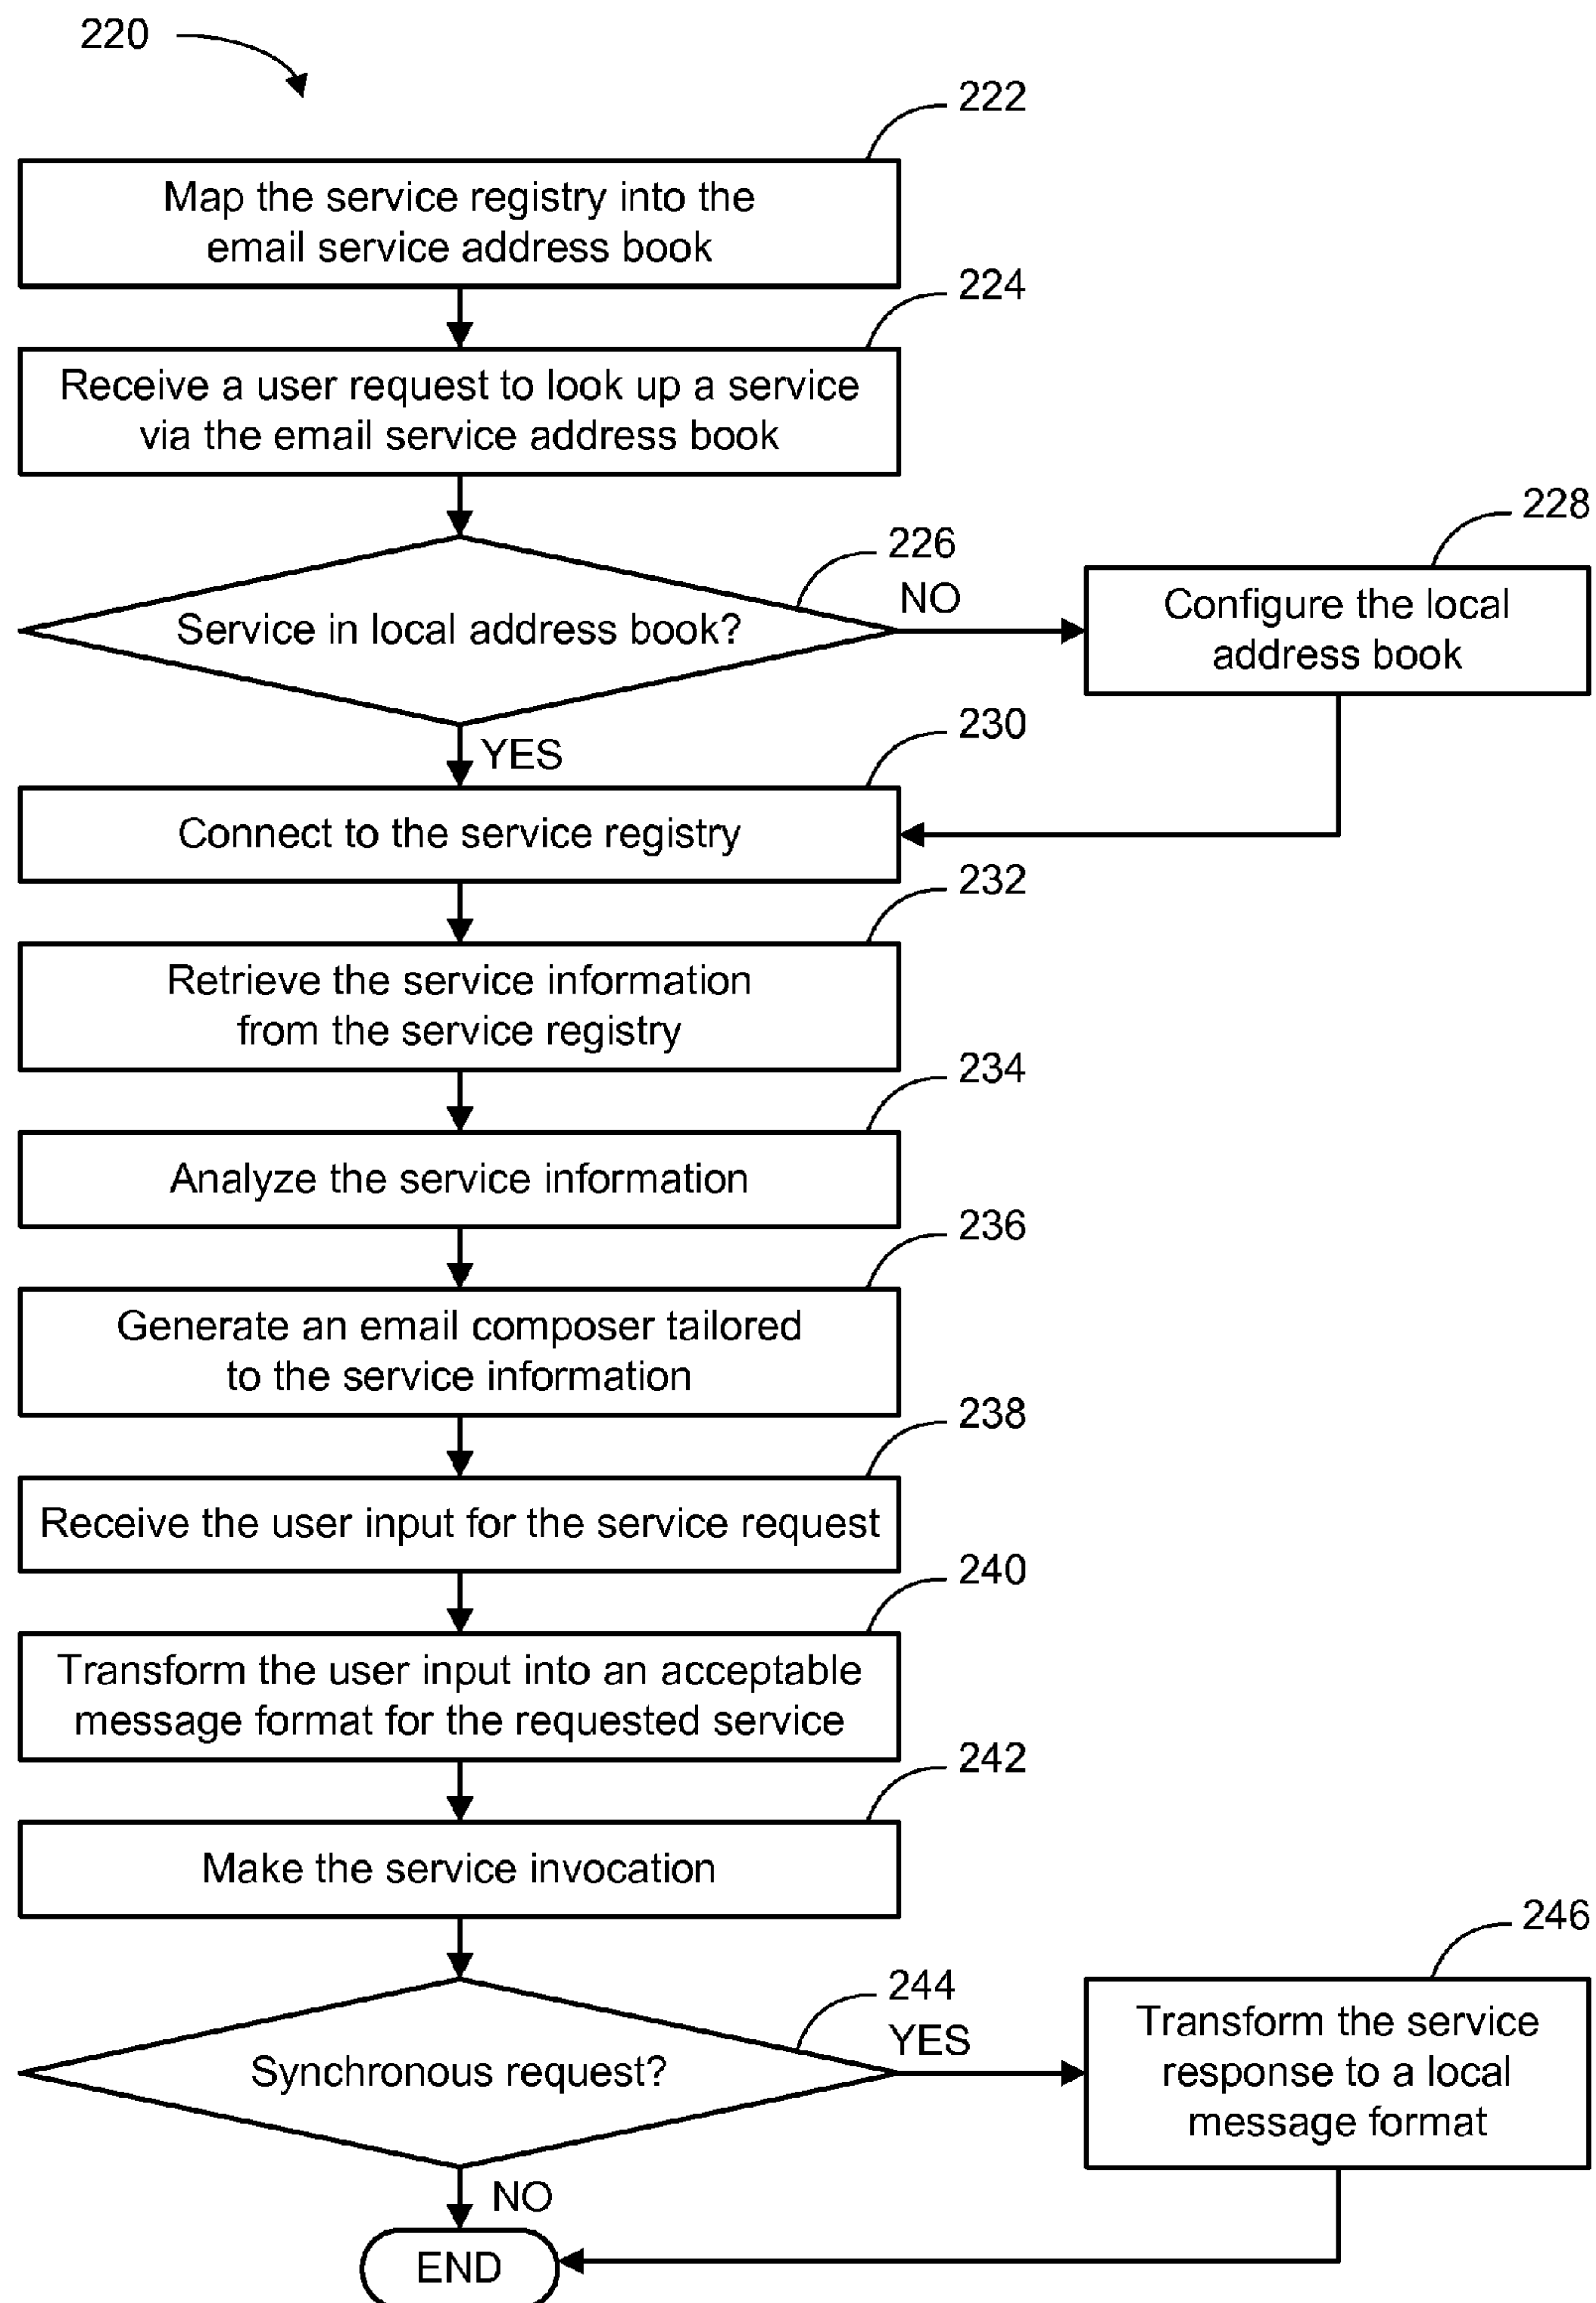 220
222
Map the service registry into the
email service address book
224
Receive a user request to look up a service
via the email service address book
226
228
NO
Service in local address book?
Configure the local
address book
230
YES
Connect to the service registry
232
Retrieve the service information
from the service registry
234
Analyze the service information
236
Generate an email composer tailored
to the service information
238
Receive the user input for the service request
240
Transform the user input into an acceptable
message format for the requested service
242
Make the service invocation
244
246
YES
Synchronous request?
Transform the service
response to a local
message format
NO
END